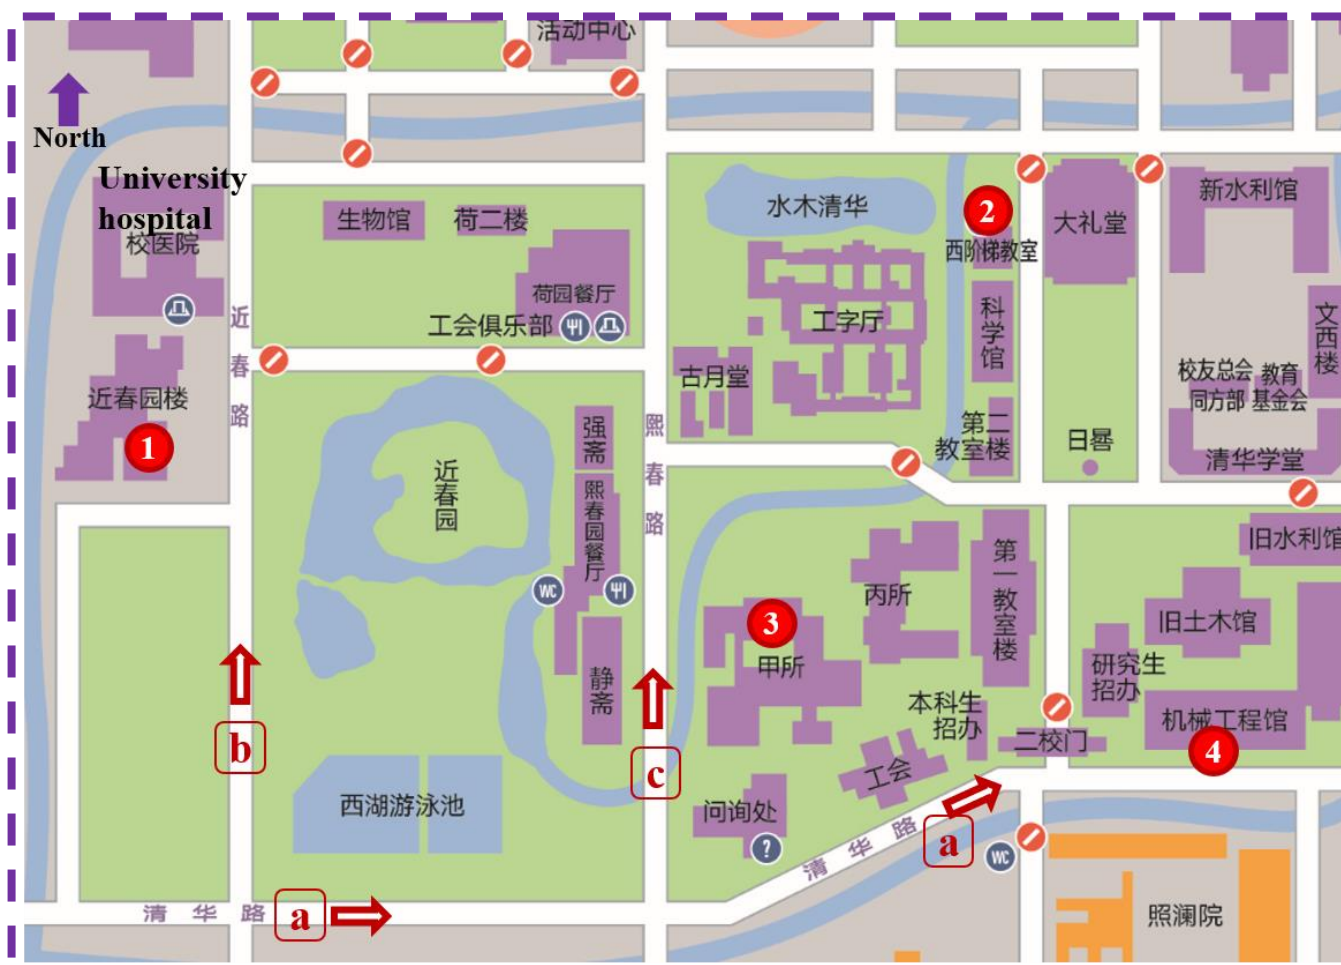 活动中心
North
University
hospital
校医院
生物馆
荷二楼
荷园餐厅
工会俱乐部
近春路
近春园楼
1
水木清华
2
西阶梯教室
大礼堂
新水利馆
工字厅
科学馆
文西楼
古月堂
校友总会 教育
同方部 基金会
第二
教室楼
日晷
清华学堂
强斋
熙春路
近春园
熙春园餐厅
WC
静斋
旧水利馆
第一教室楼
丙所
3
甲所
旧土木馆
研究生
招办
本科生
招办
机械工程馆
二校门
4
b
c
西湖游泳池
工会
问询处
?
清华路
a
WC
清华路
a
照澜院